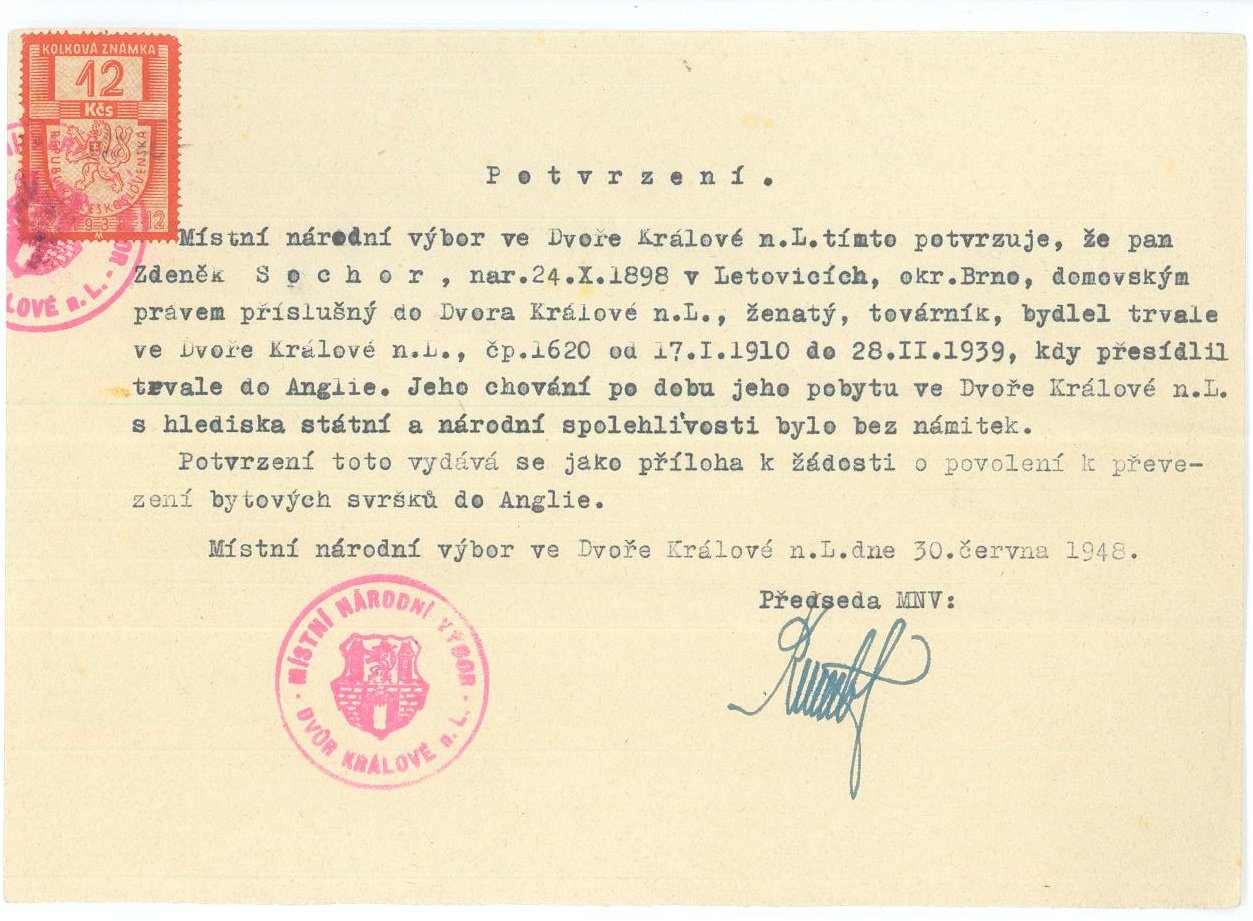 KOLKOVÁ ZNÁMKA
12
Kčs
REPUBLIKA ČESKOSLOVENSKÁ
12
KRÁLOVÉ n. L.
P o t v r z e n í .
Místní národní výbor ve Dvoře Králové n.L.tímto potvrzuje, že pan
Zdeněk S o c h o r , nar.24.X.1898 v Letovicích, okr.Brno, domovským
právem příslušný do Dvora Králové n.L., ženatý, továrník, bydlel trvale
ve Dvoře Králové n.L., čp.1620 od 17.I.1910 do 28.II.1939, kdy přesídlil
trvale do Anglie. Jeho chování po dobu jeho pobytu ve Dvoře Králové n.L.
s hlediska státní a národní spolehlivosti bylo bez námitek.
Potvrzení toto vydává se jako příloha k žádosti o povolení k převe-
zení bytových svršků do Anglie.
Místní národní výbor ve Dvoře Králové n.L.dne 30.června 1948.
Předseda MNV:
MÍSTNÍ NÁRODNÍ VÝBOR
DVŮR KRÁLOVÉ n. L.